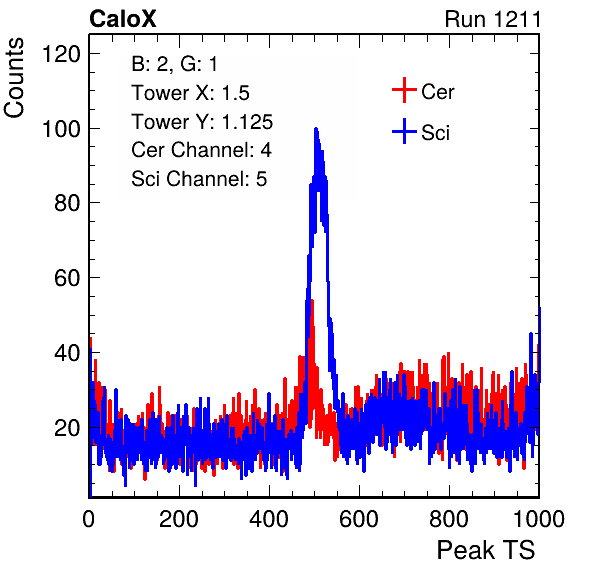 CaloX Run 1211
Counts
B: 2, G: 1
Tower X: 1.5
Tower Y: 1.125
Cer Channel: 4
Sci Channel: 5
Cer
Sci
120
100
80
60
40
20
0 200 400 600 800 1000
Peak TS